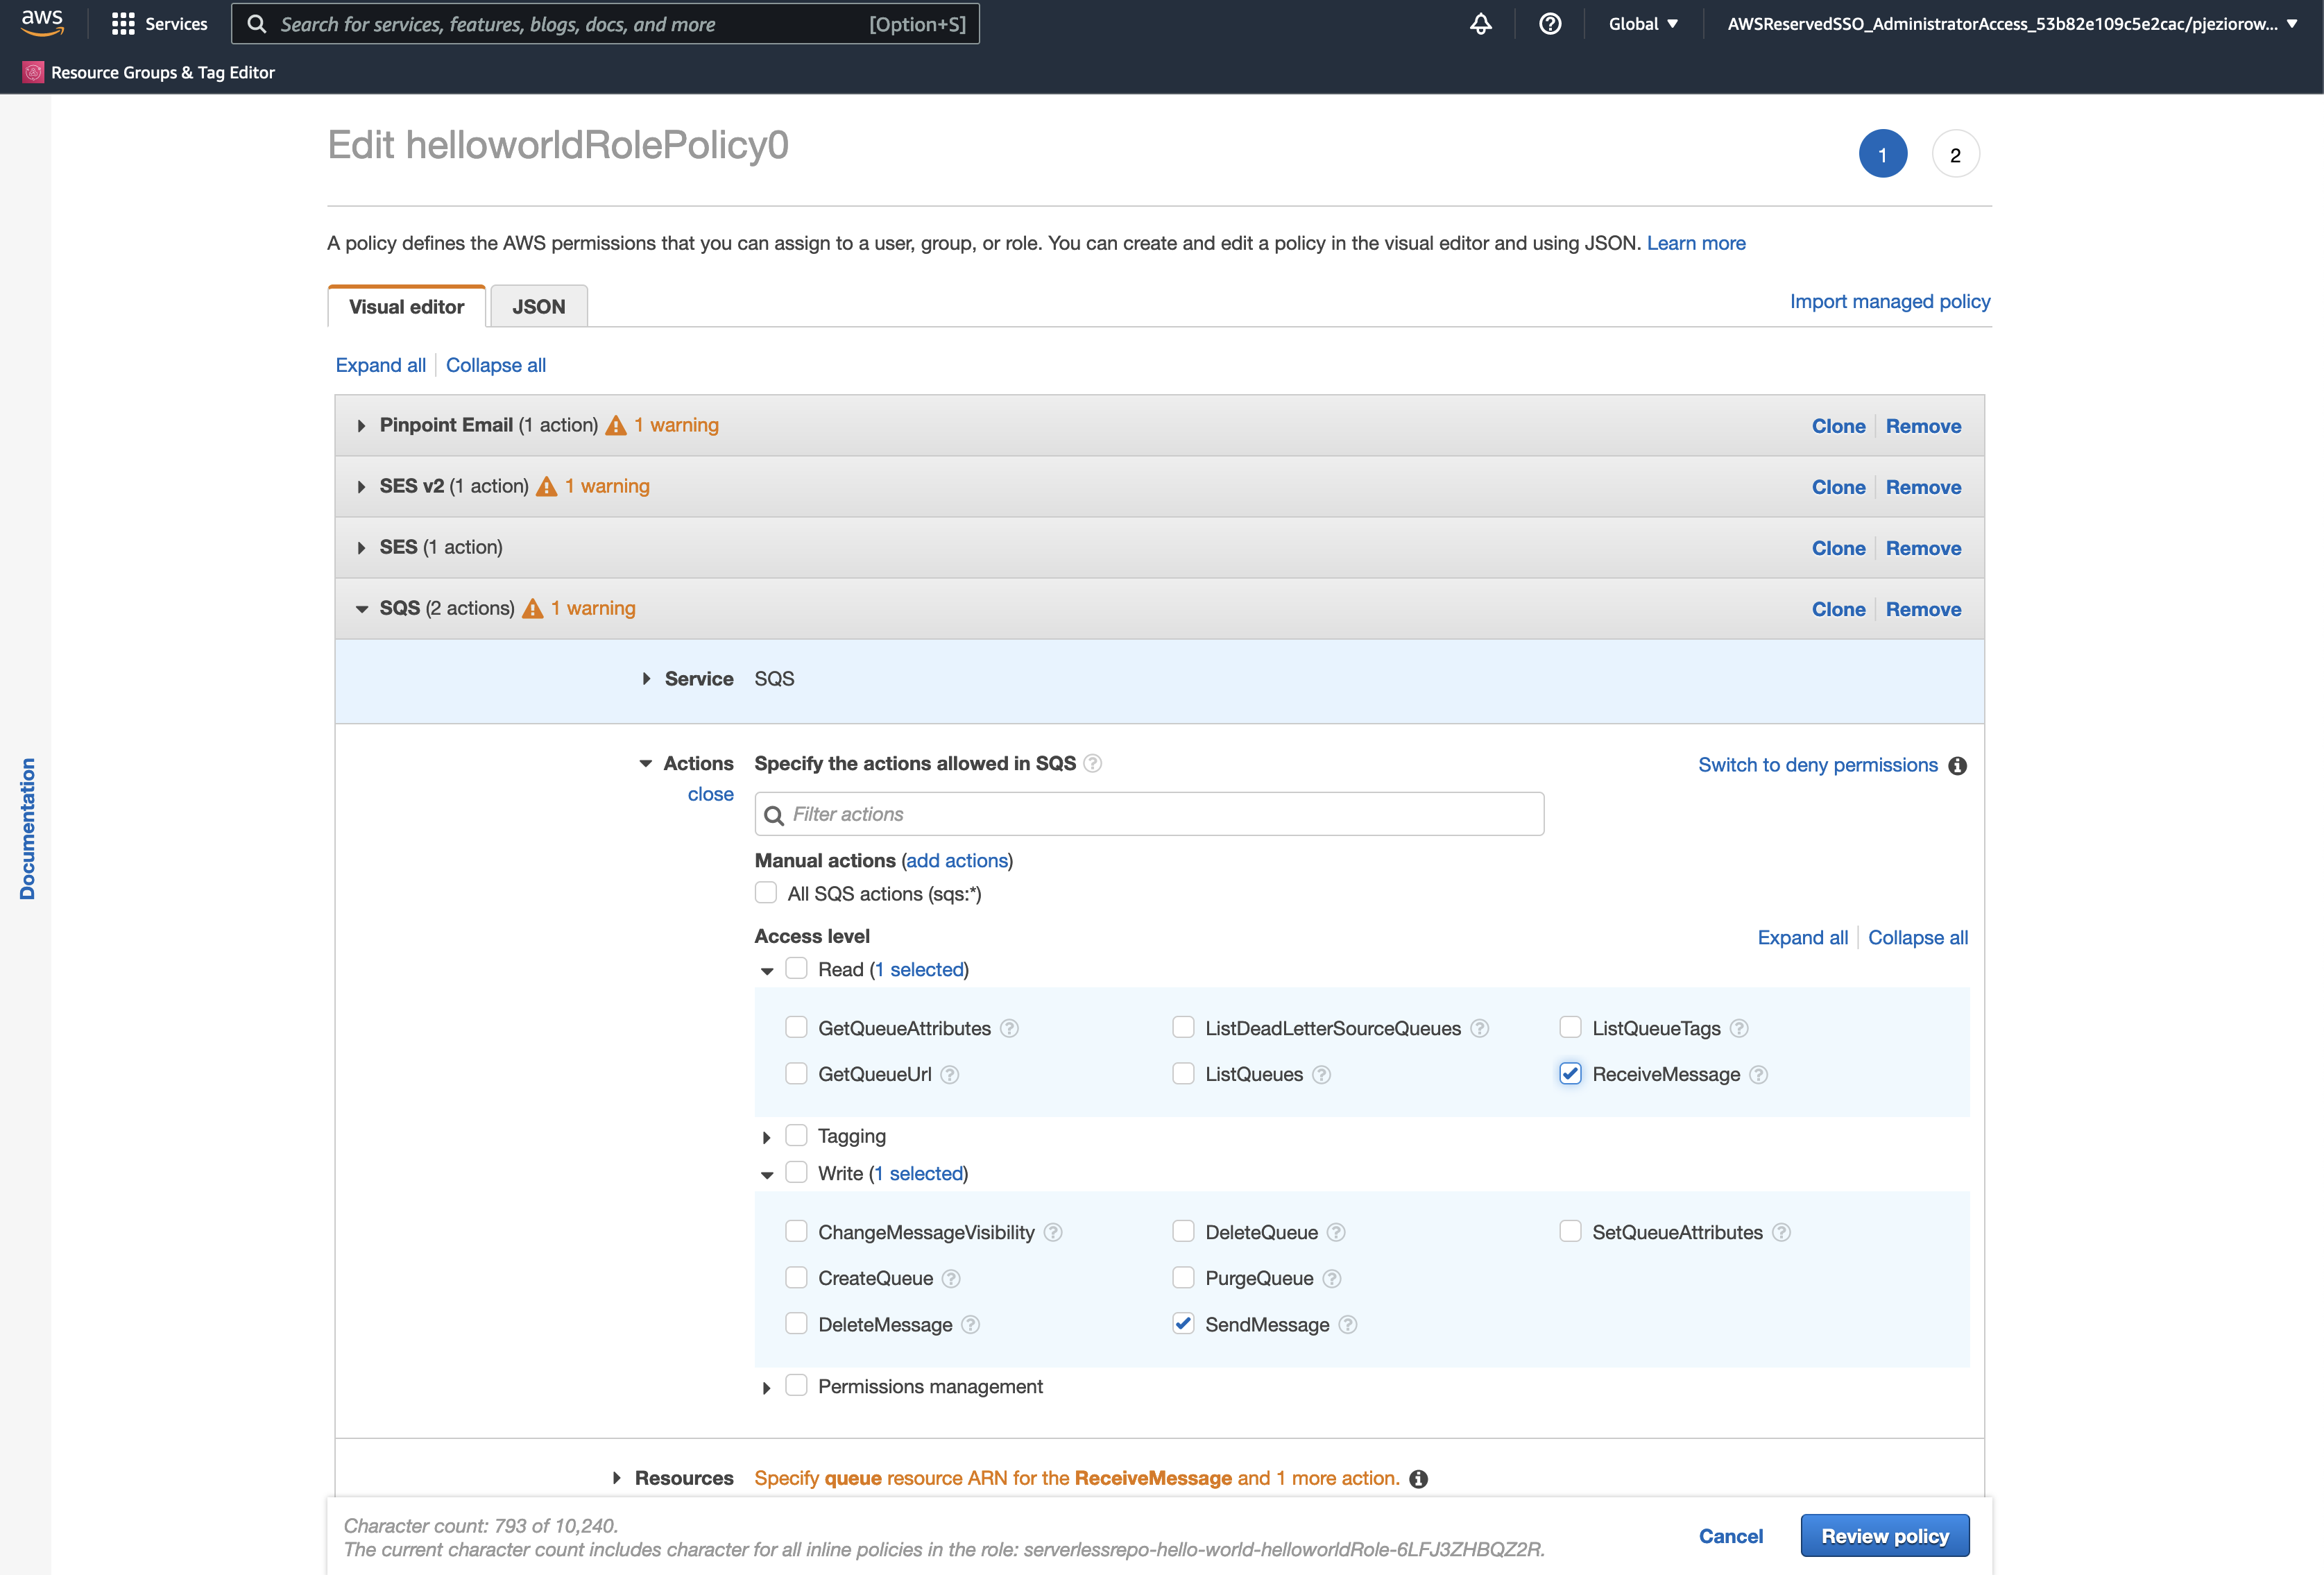 aws Services Search for services, features, blogs, docs, and more [Option+S] Global AWSReservedSSO_AdministratorAccess_53b82e109c5e2cac/pjeziorow...
Resource Groups & Tag Editor
Documentation
Edit helloworldRolePolicy0 1 2
A policy defines the AWS permissions that you can assign to a user, group, or role. You can create and edit a policy in the visual editor and using JSON. Learn more
Visual editor JSON Import managed policy
Expand all Collapse all
Pinpoint Email (1 action) 1 warning Clone Remove
SES v2 (1 action) 1 warning Clone Remove
SES (1 action) Clone Remove
SQS (2 actions) 1 warning Clone Remove
Service SQS
Actions Specify the actions allowed in SQS ? Switch to deny permissions i
close
Filter actions
Manual actions (add actions)
All SQS actions (sqs:*)
Access level Expand all Collapse all
Read (1 selected)
GetQueueAttributes ? ListDeadLetterSourceQueues ? ListQueueTags ?
GetQueueUrl ? ListQueues ? ReceiveMessage ?
Tagging
Write (1 selected)
ChangeMessageVisibility ? DeleteQueue ? SetQueueAttributes ?
CreateQueue ? PurgeQueue ?
DeleteMessage ? SendMessage ?
Permissions management
Resources Specify queue resource ARN for the ReceiveMessage and 1 more action. i
Character count: 793 of 10,240.
The current character count includes character for all inline policies in the role: serverlessrepo-hello-world-helloworldRole-6LFJ3ZHBQZ2R.
Cancel Review policy